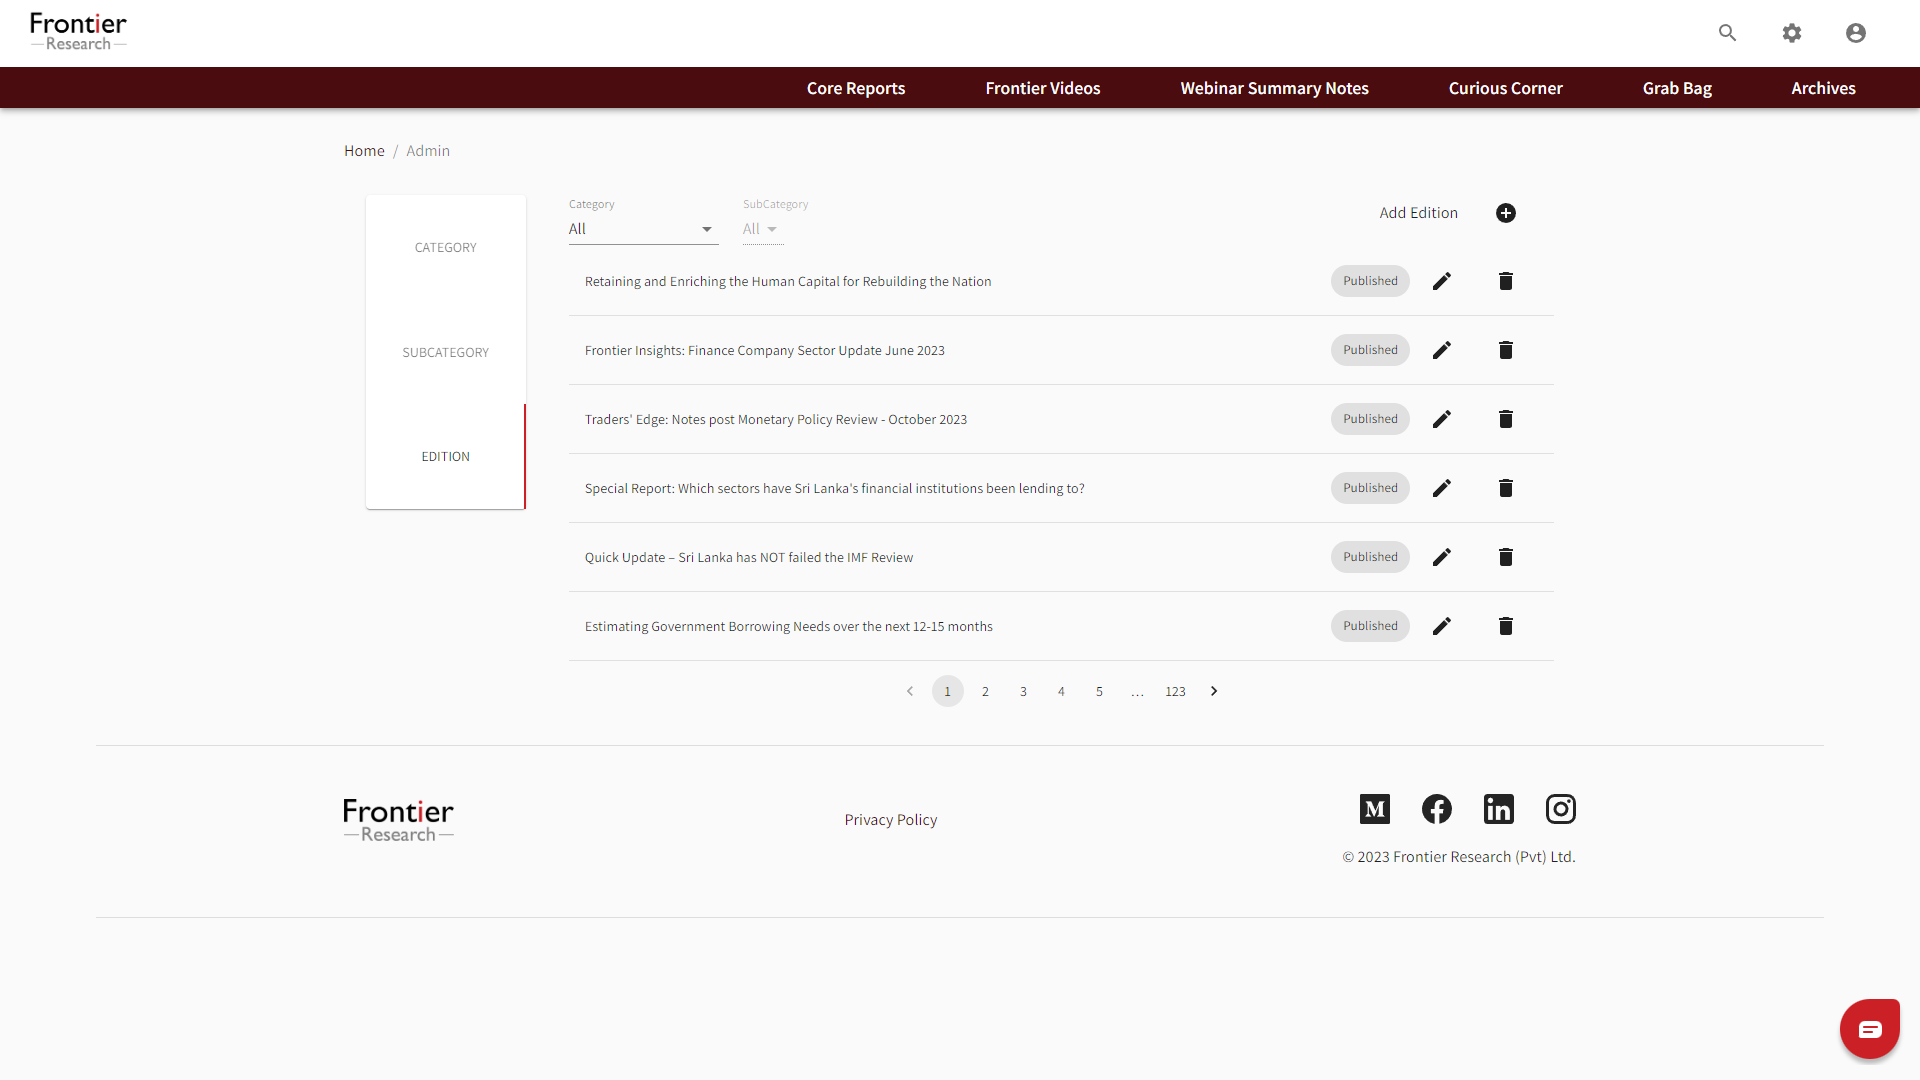 Frontier
Research
Core Reports
Frontier Videos
Webinar Summary Notes
Curious Corner
Grab Bag
Archives
Home / Admin
CATEGORY
SUBCATEGORY
EDITION
Category
All
SubCategory
All
Add Edition
Retaining and Enriching the Human Capital for Rebuilding the Nation
Published
Frontier Insights: Finance Company Sector Update June 2023
Published
Traders' Edge: Notes post Monetary Policy Review - October 2023
Published
Special Report: Which sectors have Sri Lanka's financial institutions been lending to?
Published
Quick Update – Sri Lanka has NOT failed the IMF Review
Published
Estimating Government Borrowing Needs over the next 12-15 months
Published
1 2 3 4 5 … 123
Frontier
Research
Privacy Policy
M
in
© 2023 Frontier Research (Pvt) Ltd.